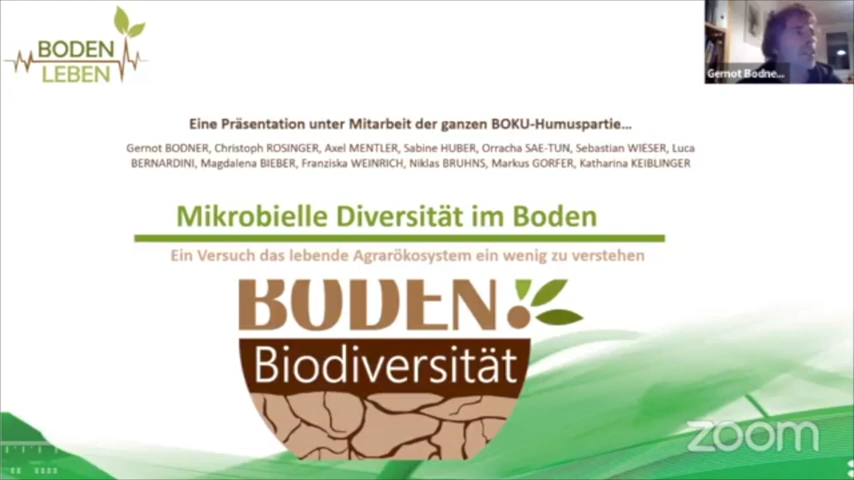 BODEN
LEBEN
Gernot Bodne...
Eine Präsentation unter Mitarbeit der ganzen BOKU-Humuspartie...
Gernot BODNER, Christoph ROSINGER, Axel MENTLER, Sabine HUBER, Orracha SAE-TUN, Sebastian WIESER, Luca
BERNARDINI, Magdalena BIEBER, Franziska WEINRICH, Niklas BRUHNS, Markus GORFER, Katharina KEIBLINGER
Mikrobielle Diversität im Boden
Ein Versuch das lebende Agrarökosystem ein wenig zu verstehen
BODEN
Biodiversität
zoom